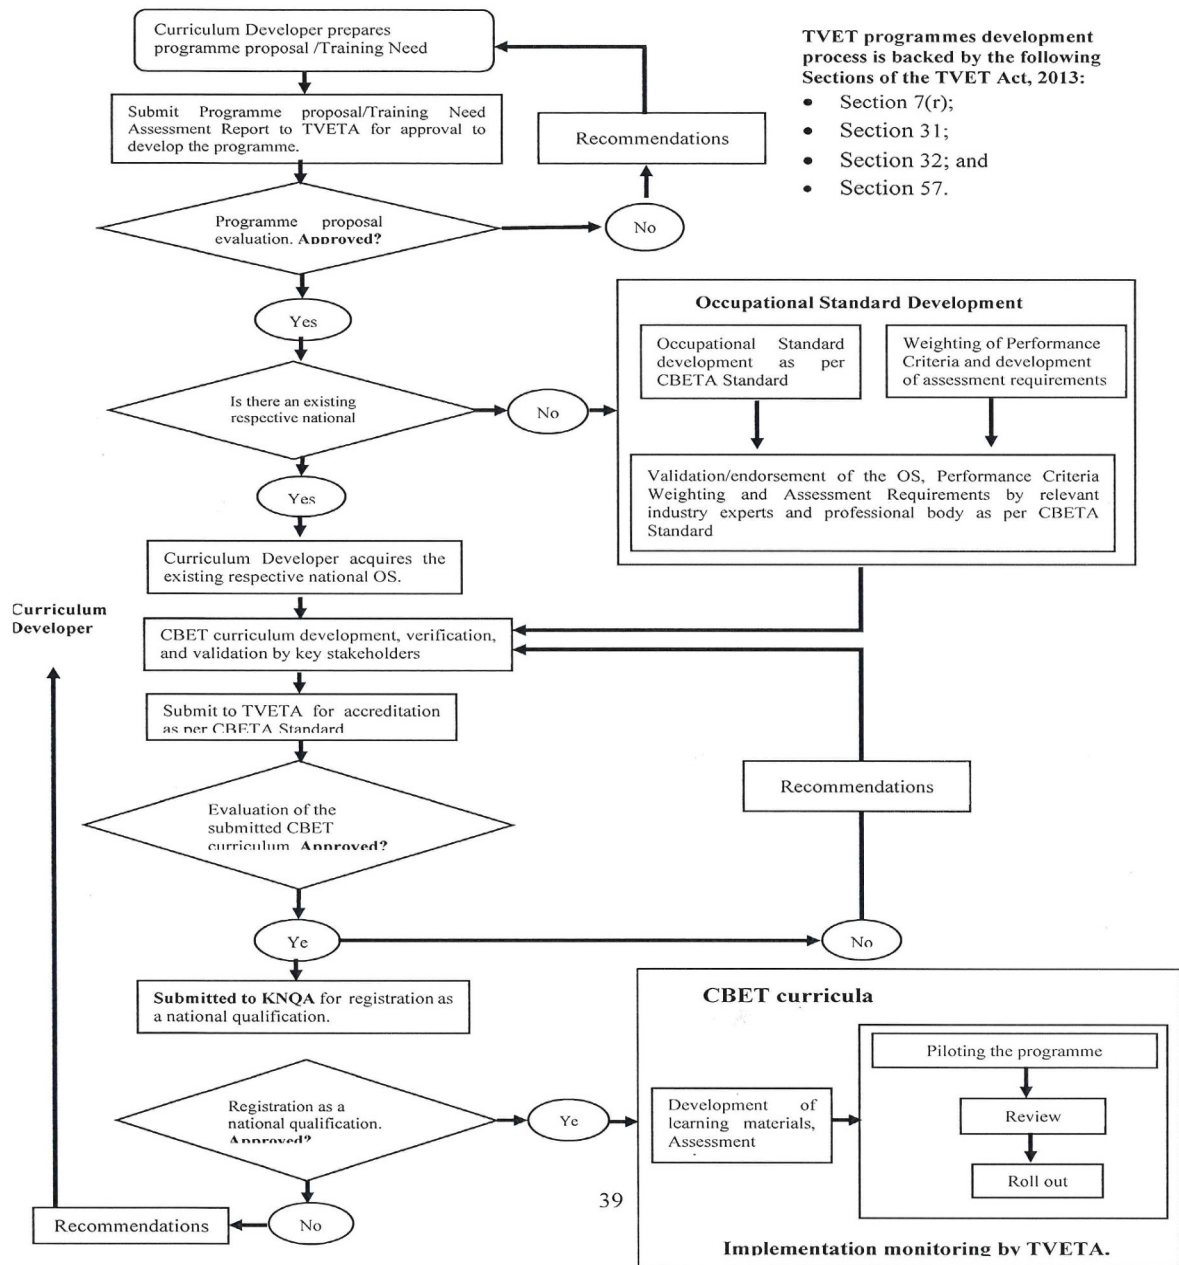 Curriculum Developer prepares
programme proposal /Training Need
TVET programmes development
process is backed by the following
Sections of the TVET Act, 2013:
• Section 7(r);
• Section 31;
• Section 32; and
• Section 57.
Submit Programme proposal/Training Need
Assessment Report to TVETA for approval to
develop the programme.
Recommendations
Programme proposal
evaluation. Approved?
No
Yes
Occupational Standard Development
Occupational Standard
development as per
CBETA Standard
Weighting of Performance
Criteria and development
of assessment requirements
Is there an existing
respective national
No
Validation/endorsement of the OS, Performance Criteria
Weighting and Assessment Requirements by relevant
industry experts and professional body as per CBETA
Standard
Yes
Curriculum Developer acquires the
existing respective national OS.
Curriculum
Developer
CBET curriculum development, verification,
and validation by key stakeholders
Submit to TVETA for accreditation
as per CBETA Standard
Recommendations
Evaluation of the
submitted CBET
curriculum Approved?
Ye
No
Submitted to KNQA for registration as
a national qualification.
CBET curricula
Piloting the programme
Registration as a
national qualification.
Approved?
Ye
Development of
learning materials,
Assessment
Review
Roll out
39
No
Recommendations
Implementation monitoring by TVETA.